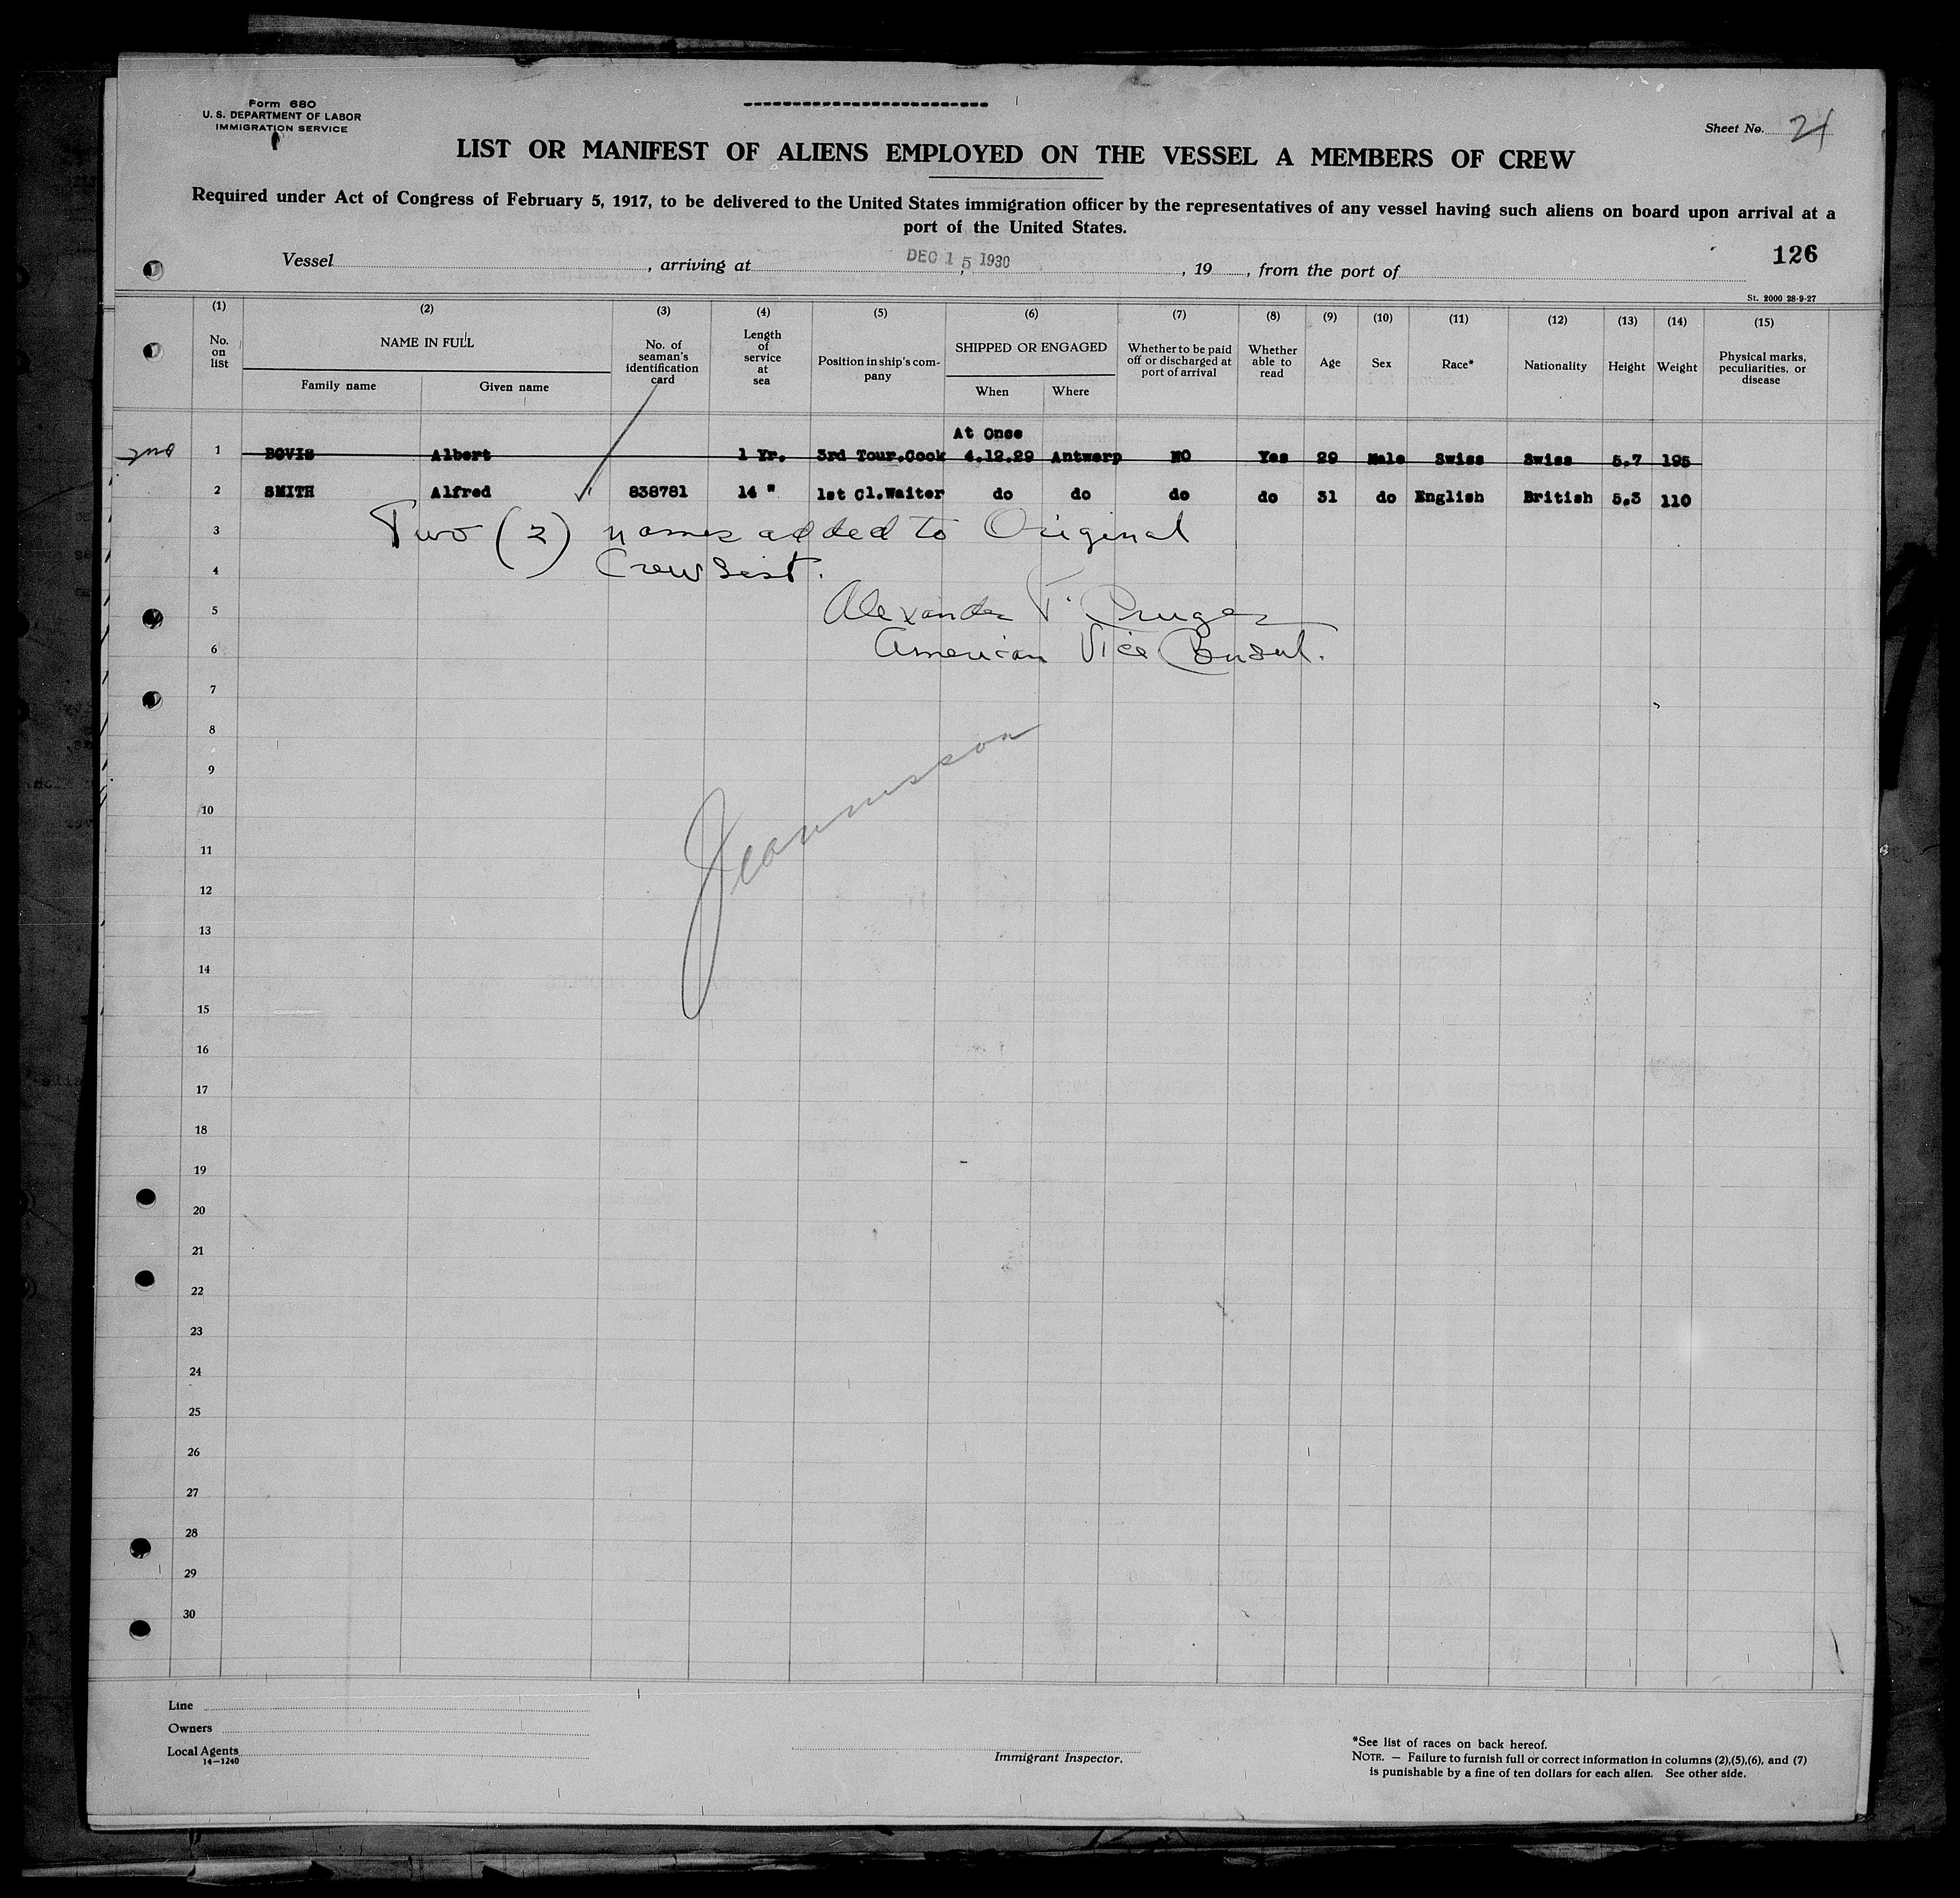 Form 680
U. S. DEPARTMENT OF LABOR
IMMIGRATION SERVICE
Sheet No. 21
LIST OR MANIFEST OF ALIENS EMPLOYED ON THE VESSEL A MEMBERS OF CREW
Required under Act of Congress of February 5, 1917, to be delivered to the United States immigration officer by the representatives of any vessel having such aliens on board upon arrival at a
port of the United States.
126
Vessel , arriving at DEC 15 1930 , 19 , from the port of
St. 2000 28-9-27
(1) (2) (3) (4) (5) (6) (7) (8) (9) (10) (11) (12) (13) (14) (15)
No. on list NAME IN FULL Family name Given name No. of seaman's identification card Length of service at sea Position in ship's company SHIPPED OR ENGAGED When Where Whether to be paid off or discharged at port of arrival Whether able to read Age Sex Race* Nationality Height Weight Physical marks, peculiarities, or disease
At Once
1 BOVIS Albert 1 Yr. 3rd Tour.Cook 4.12.29 Antwerp NO Yes 29 Male Swiss Swiss 5.7 195
2 SMITH Alfred 838781 14 " 1st Cl.Waiter do do do do 31 do English British 5.3 110
3 Two (2) names added to Original
4 Crew List.
5 Alexander
6 American Vice Consul.
7
8
9
10
11
12
13
14
15
16
17
18
19
20
21
22
23
24
25
26
27
28
29
30
Line
Owners
Local Agents
14—1240
Immigrant Inspector.
*See list of races on back hereof.
NOTE. — Failure to furnish full or correct information in columns (2),(5),(6), and (7)
is punishable by a fine of ten dollars for each alien. See other side.